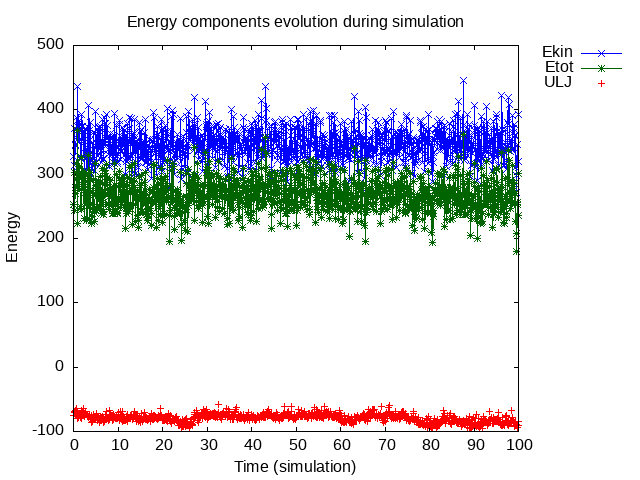 Energy components evolution during simulation
500
400
300
200
100
0
-100
0 10 20 30 40 50 60 70 80 90 100
Energy
Time (simulation)
Ekin
Etot
ULJ